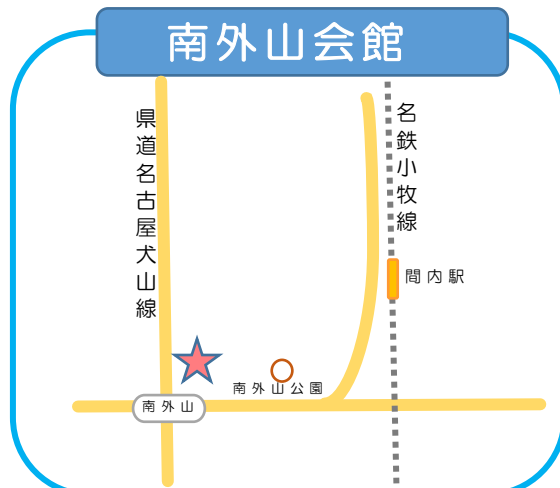 南外山会館
県道名古屋犬山線
名鉄小牧線
間内駅
南外山公園
南外山